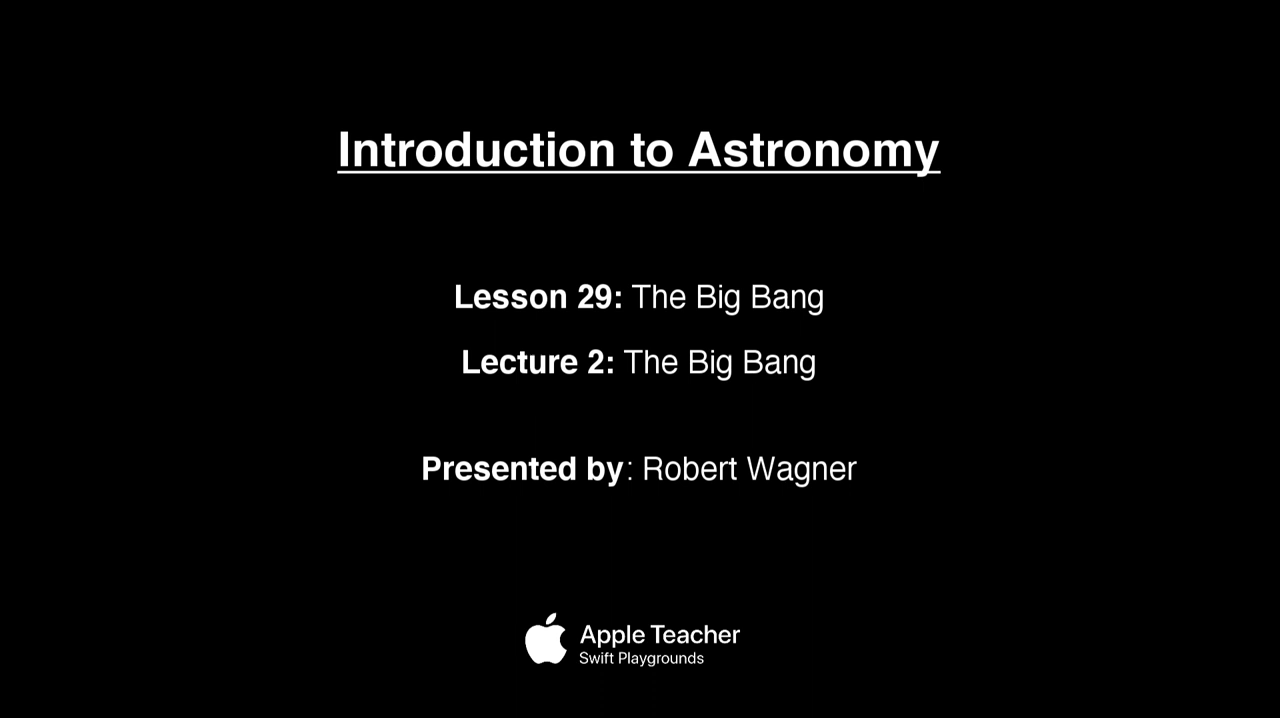 Introduction to Astronomy
Lesson 29: The Big Bang
Lecture 2: The Big Bang
Presented by: Robert Wagner
Apple Teacher
Swift Playgrounds